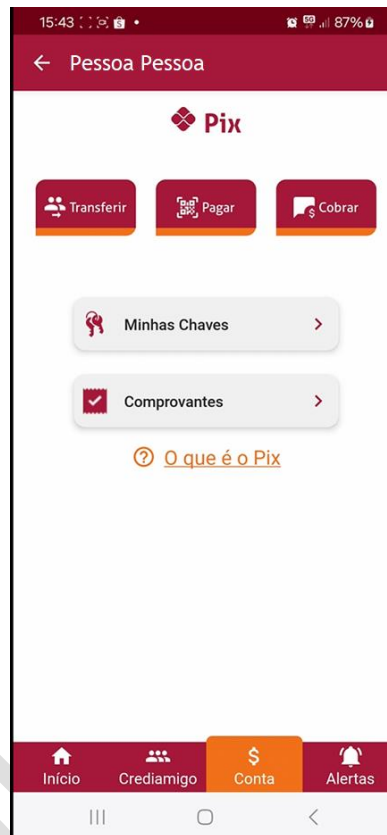 15:43 87%
Pessoa Pessoa
Pix
Transferir Pagar Cobrar
Minhas Chaves
Comprovantes
O que é o Pix
Início Crediamigo Conta Alertas